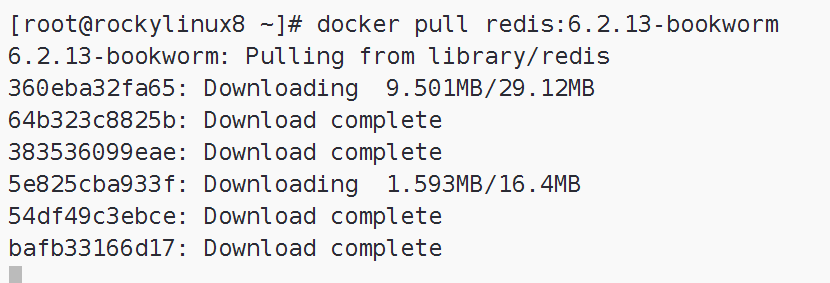 [root@rockylinux8 ~]# docker pull redis:6.2.13-bookworm
6.2.13-bookworm: Pulling from library/redis
360eba32fa65: Downloading  9.501MB/29.12MB
64b323c8825b: Download complete
383536099eae: Download complete
5e825cba933f: Downloading  1.593MB/16.4MB
54df49c3ebce: Download complete
bafb33166d17: Download complete